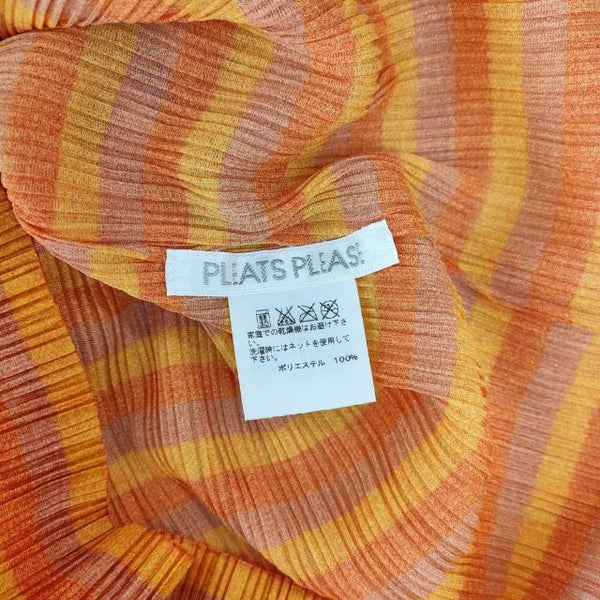 PLEATS PLEASE
家庭での乾燥機はお避け下さ
い。
洗濯時にはネットを使用して
下さい。
ポリエステル 100%